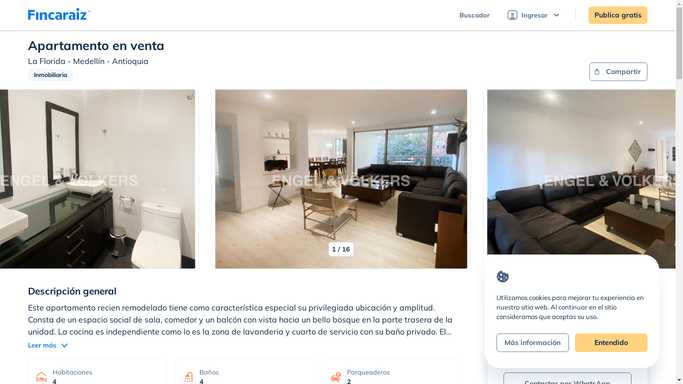 Fincaraiz
Buscador
Ingresar
Publica gratis
Apartamento en venta
La Florida - Medellín - Antioquia
Inmobiliaria
Compartir
ENGEL & VÖLKERS
ENGEL & VÖLKERS
ENGEL & VÖLKERS
1 / 16
Descripción general
Este apartamento recien remodelado tiene como característica especial su privilegiada ubicación y amplitud.
Consta de un espacio social de sala, comedor y un balcón con vista hacia un bello bosque en la parte trasera de la
unidad. La cocina es independiente como lo es la zona de lavanderia y cuarto de servicio con su baño privado. El...
Leer más
Utilizamos cookies para mejorar tu experiencia en
nuestro sitio web. Al continuar en el sitio
consideramos que aceptas su uso.
Más información
Entendido
Habitaciones
4
Baños
4
Parqueaderos
2
Contactar por WhatsApp